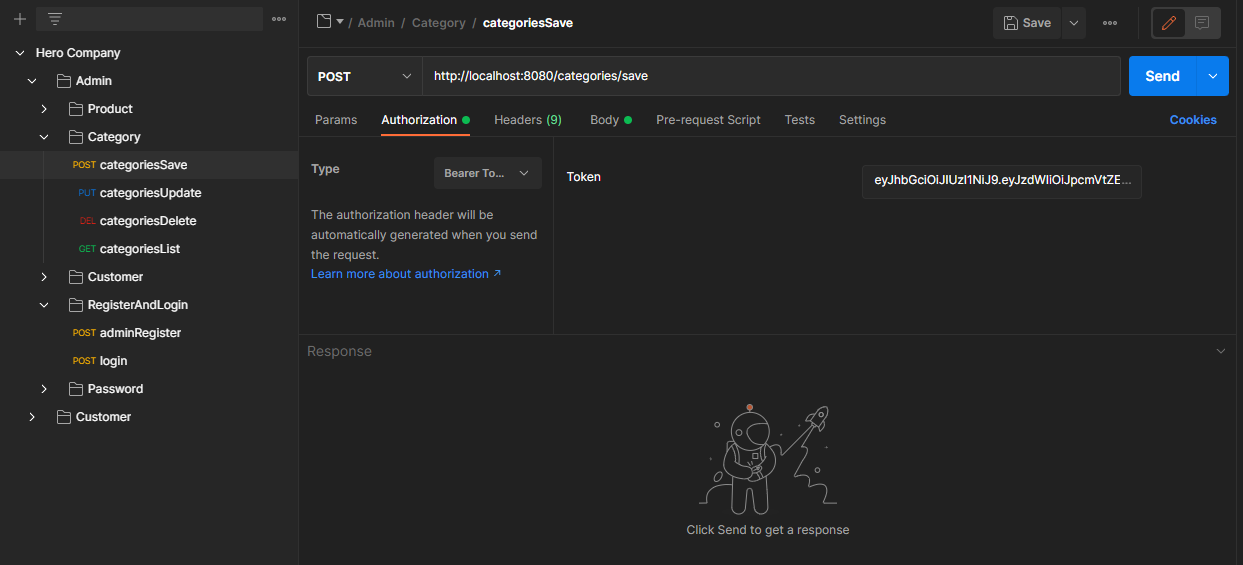 Hero Company
Admin
Product
Category
POST categoriesSave
PUT categoriesUpdate
DEL categoriesDelete
GET categoriesList
Customer
RegisterAndLogin
POST adminRegister
POST login
Password
Customer
/ Admin / Category / categoriesSave
Save
POST
http://localhost:8080/categories/save
Send
Params
Authorization
Headers (9)
Body
Pre-request Script
Tests
Settings
Cookies
Type
Bearer To...
The authorization header will be
automatically generated when you send
the request.
Learn more about authorization ↗
Token
eyJhbGciOiJIUzI1NiJ9.eyJzdWIiOiJpcmVtZE...
Response
Click Send to get a response